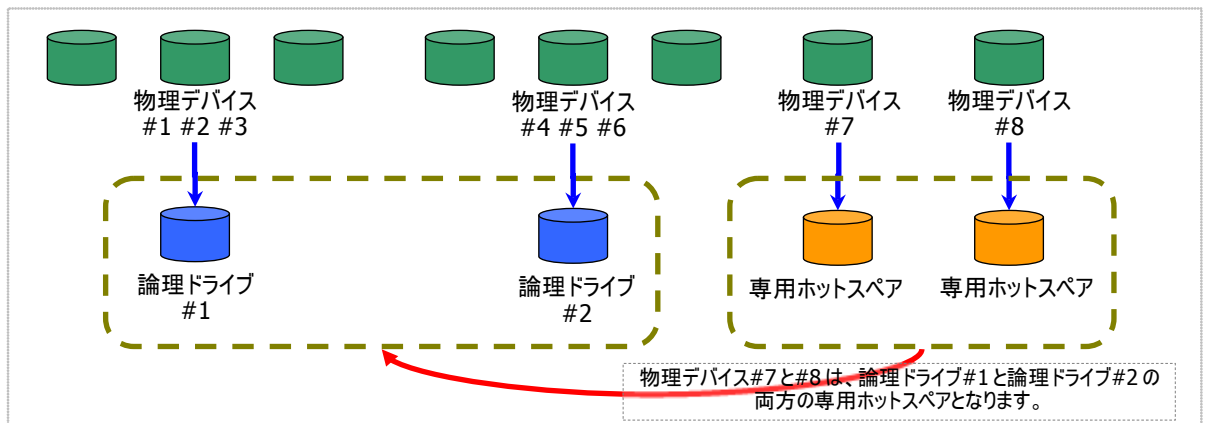 物理デバイス
#1 #2 #3
物理デバイス
#4 #5 #6
物理デバイス
#7
物理デバイス
#8
論理ドライブ
#1
論理ドライブ
#2
専用ホットスペア
専用ホットスペア
物理デバイス#7と#8は、論理ドライブ#1と論理ドライブ#2の
両方の専用ホットスペアとなります。